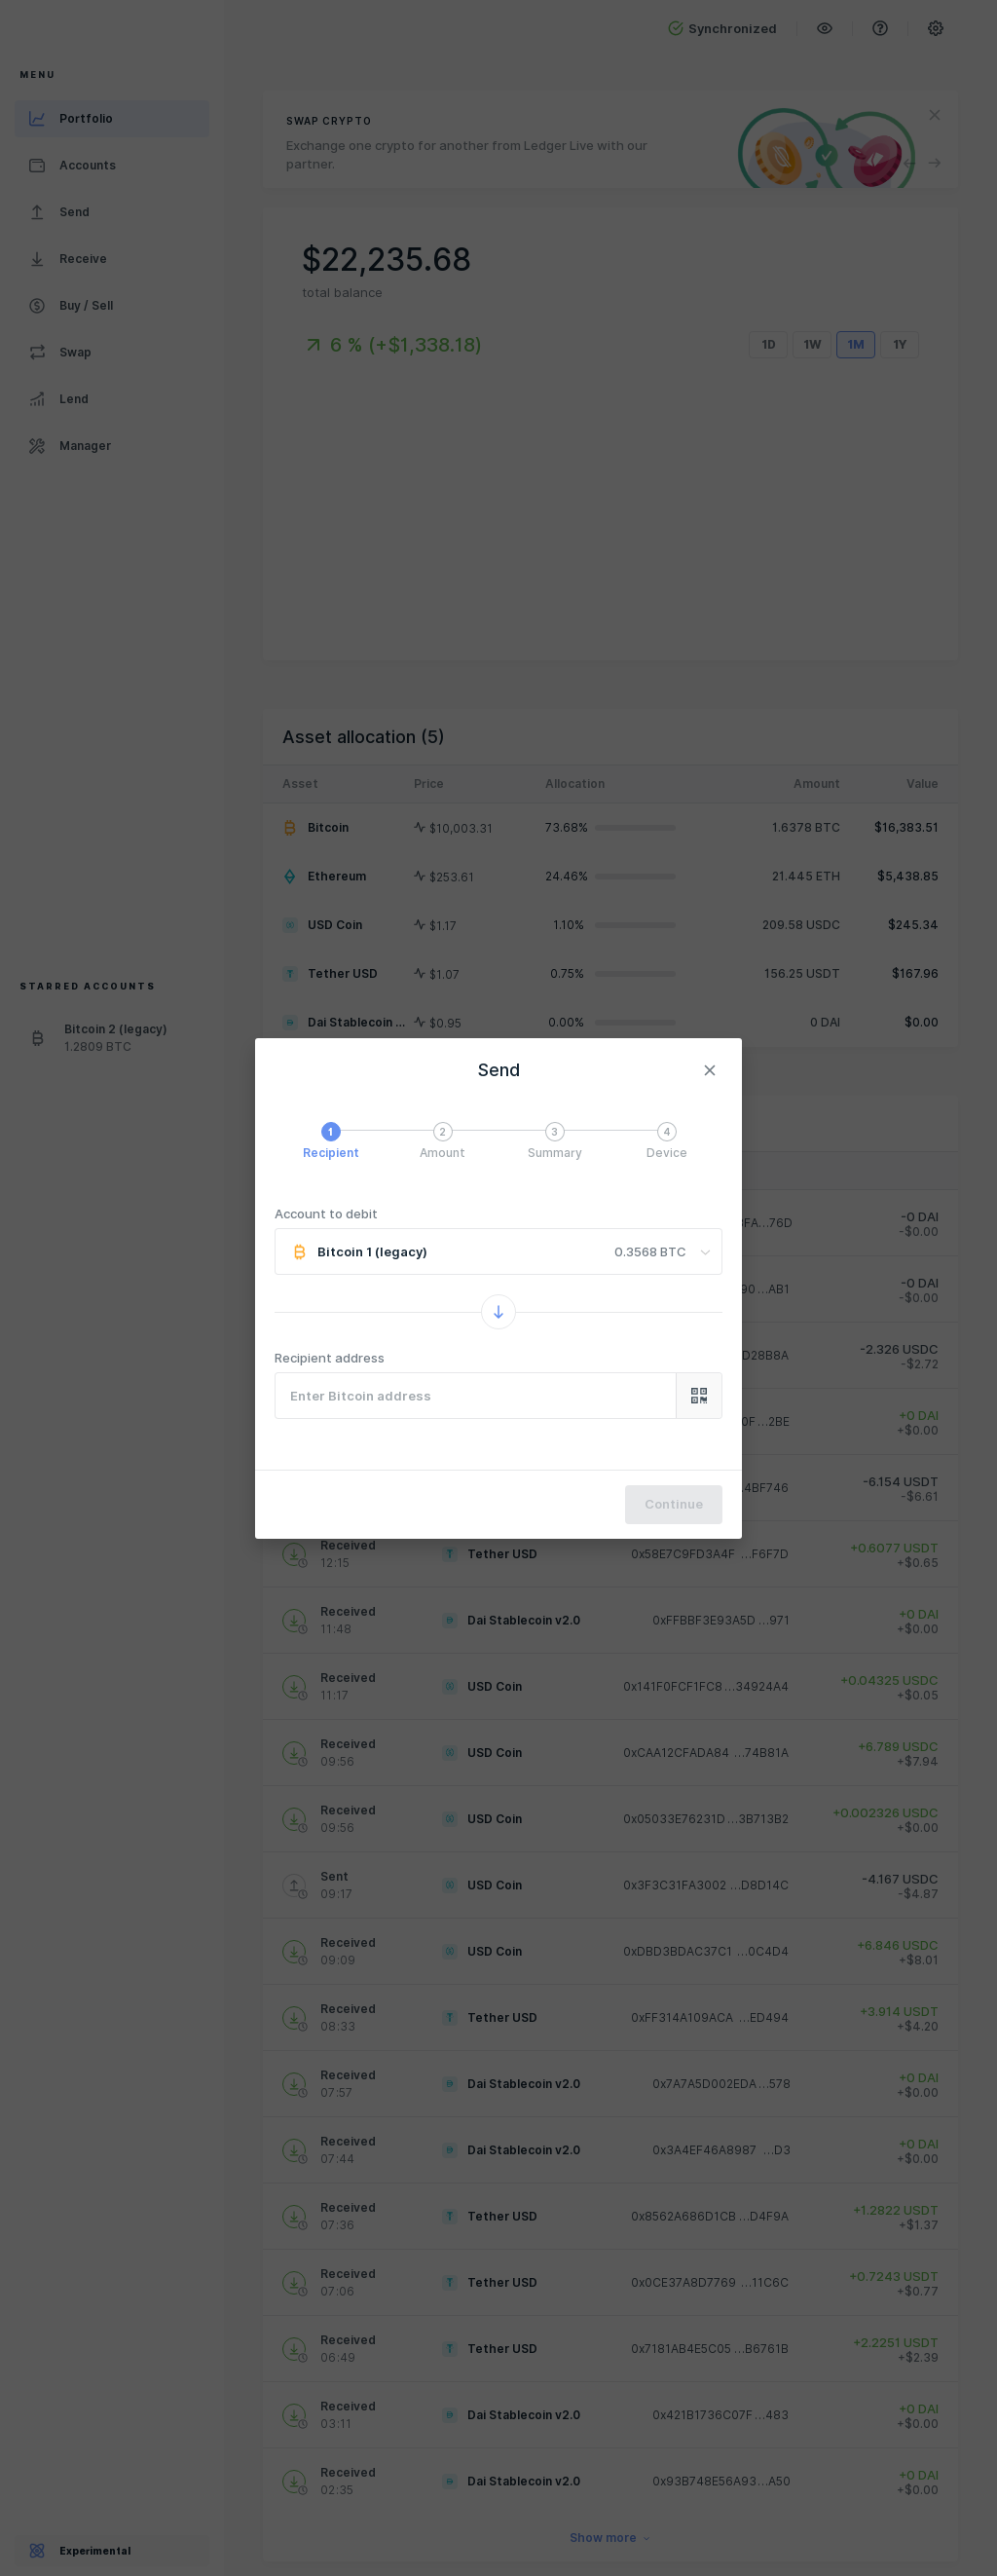 Synchronized
MENU
Portfolio
Accounts
Send
Receive
Buy / Sell
Swap
Lend
Manager
STARRED ACCOUNTS
Bitcoin 2 (legacy)
1.2809 BTC
Experimental
SWAP CRYPTO
Exchange one crypto for another from Ledger Live with our
partner.
$22,235.68
total balance
6 % (+$1,338.18)
1D 1W 1M 1Y
Asset allocation (5)
Asset Price Allocation Amount Value
Bitcoin $10,003.31 73.68% 1.6378 BTC $16,383.51
Ethereum $253.61 24.46% 21.445 ETH $5,438.85
USD Coin $1.17 1.10% 209.58 USDC $245.34
Tether USD $1.07 0.75% 156.25 USDT $167.96
Dai Stablecoin ... $0.95 0.00% 0 DAI $0.00
Send
1 2 3 4
Recipient Amount Summary Device
Account to debit
Bitcoin 1 (legacy) 0.3568 BTC
Recipient address
Enter Bitcoin address
Continue
FA...76D -0 DAI
-$0.00
90...AB1 -0 DAI
-$0.00
D28B8A -2.326 USDC
-$2.72
0F...2BE +0 DAI
+$0.00
4BF746 -6.154 USDT
-$6.61
Received Tether USD 0x58E7C9FD3A4F ...F6F7D +0.6077 USDT
12:15 +$0.65
Received Dai Stablecoin v2.0 0xFFBBF3E93A5D ...971 +0 DAI
11:48 +$0.00
Received USD Coin 0x141F0FCF1FC8...34924A4 +0.04325 USDC
11:17 +$0.05
Received USD Coin 0xCAA12CFADA84 ...74B81A +6.789 USDC
09:56 +$7.94
Received USD Coin 0x05033E76231D...3B713B2 +0.002326 USDC
09:56 +$0.00
Sent USD Coin 0x3F3C31FA3002 ...D8D14C -4.167 USDC
09:17 -$4.87
Received USD Coin 0xDBD3BDAC37C1 ...0C4D4 +6.846 USDC
09:09 +$8.01
Received Tether USD 0xFF314A109ACA ...ED494 +3.914 USDT
08:33 +$4.20
Received Dai Stablecoin v2.0 0x7A7A5D002EDA...578 +0 DAI
07:57 +$0.00
Received Dai Stablecoin v2.0 0x3A4EF46A8987 ...D3 +0 DAI
07:44 +$0.00
Received Tether USD 0x8562A686D1CB ...D4F9A +1.2822 USDT
07:36 +$1.37
Received Tether USD 0x0CE37A8D7769 ...11C6C +0.7243 USDT
07:06 +$0.77
Received Tether USD 0x7181AB4E5C05 ...B6761B +2.2251 USDT
06:49 +$2.39
Received Dai Stablecoin v2.0 0x421B1736C07F...483 +0 DAI
03:11 +$0.00
Received Dai Stablecoin v2.0 0x93B748E56A93...A50 +0 DAI
02:35 +$0.00
Show more